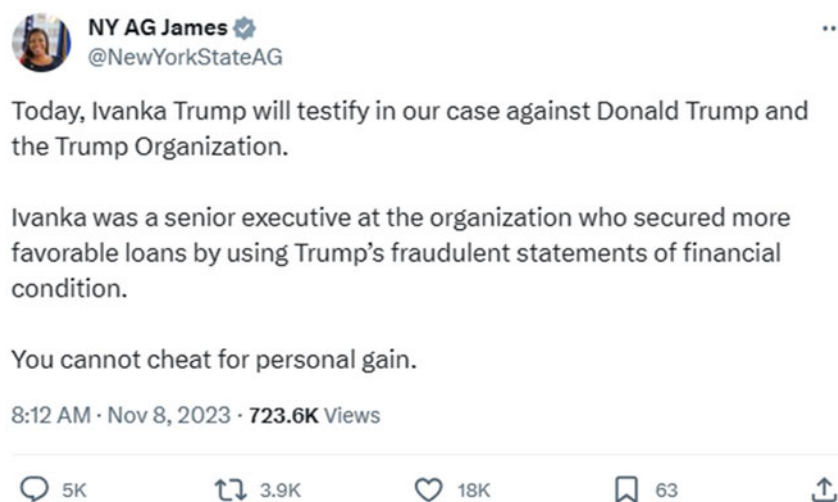 NY AG James
@NewYorkStateAG
Today, Ivanka Trump will testify in our case against Donald Trump and
the Trump Organization.
Ivanka was a senior executive at the organization who secured more
favorable loans by using Trump’s fraudulent statements of financial
condition.
You cannot cheat for personal gain.
8:12 AM · Nov 8, 2023 · 723.6K Views
5K 3.9K 18K 63